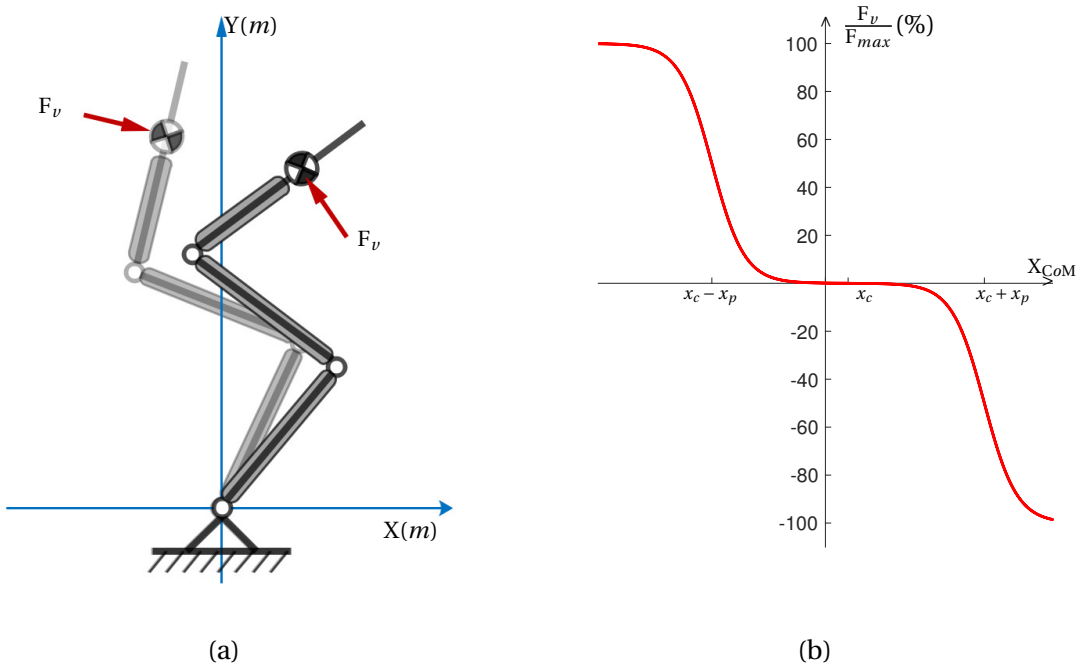 Y(m)
F_v
F_v
X(m)
(a)
F_v / F_max (%)
100
80
60
40
20
X_CoM
x_c − x_p
x_c
x_c + x_p
-20
-40
-60
-80
-100
(b)